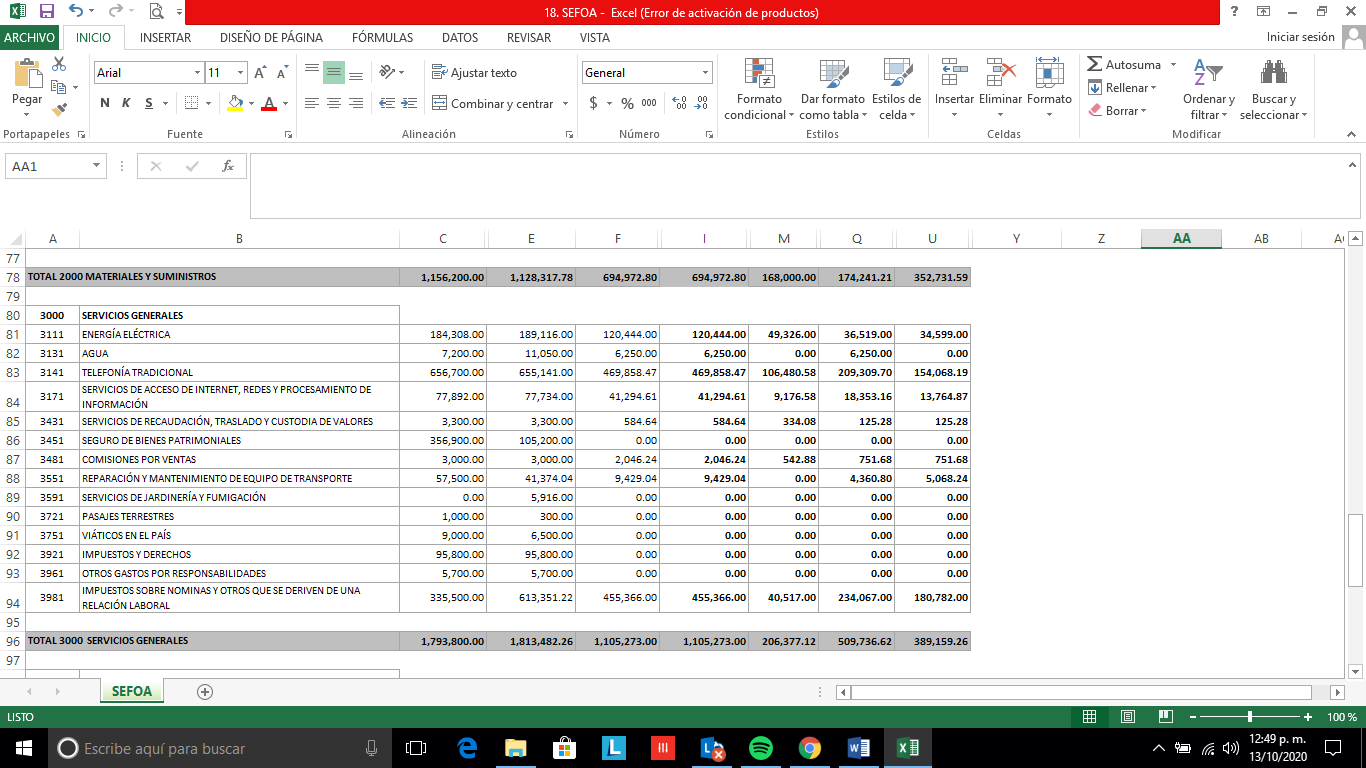 18. SEFOA - Excel (Error de activación de productos)
ARCHIVO INICIO INSERTAR DISEÑO DE PÁGINA FÓRMULAS DATOS REVISAR VISTA Iniciar sesión
Pegar
Arial 11
N K S
Ajustar texto
Combinar y centrar
General
$ % 000
Formato condicional
Dar formato como tabla
Estilos de celda
Insertar Eliminar Formato
Autosuma
Rellenar
Borrar
Ordenar y filtrar
Buscar y seleccionar
Portapapeles Fuente Alineación Número Estilos Celdas Modificar
AA1 fx
A B C E F I M Q U Y Z AA AB
77
78 TOTAL 2000 MATERIALES Y SUMINISTROS 1,156,200.00 1,128,317.78 694,972.80 694,972.80 168,000.00 174,241.21 352,731.59
79
80 3000 SERVICIOS GENERALES
81 3111 ENERGÍA ELÉCTRICA 184,308.00 189,116.00 120,444.00 120,444.00 49,326.00 36,519.00 34,599.00
82 3131 AGUA 7,200.00 11,050.00 6,250.00 6,250.00 0.00 6,250.00 0.00
83 3141 TELEFONÍA TRADICIONAL 656,700.00 655,141.00 469,858.47 469,858.47 106,480.58 209,309.70 154,068.19
84 3171 SERVICIOS DE ACCESO DE INTERNET, REDES Y PROCESAMIENTO DE
INFORMACIÓN 77,892.00 77,734.00 41,294.61 41,294.61 9,176.58 18,353.16 13,764.87
85 3431 SERVICIOS DE RECAUDACIÓN, TRASLADO Y CUSTODIA DE VALORES 3,300.00 3,300.00 584.64 584.64 334.08 125.28 125.28
86 3451 SEGURO DE BIENES PATRIMONIALES 356,900.00 105,200.00 0.00 0.00 0.00 0.00 0.00
87 3481 COMISIONES POR VENTAS 3,000.00 3,000.00 2,046.24 2,046.24 542.88 751.68 751.68
88 3551 REPARACIÓN Y MANTENIMIENTO DE EQUIPO DE TRANSPORTE 57,500.00 41,374.04 9,429.04 9,429.04 0.00 4,360.80 5,068.24
89 3591 SERVICIOS DE JARDINERÍA Y FUMIGACIÓN 0.00 5,916.00 0.00 0.00 0.00 0.00 0.00
90 3721 PASAJES TERRESTRES 1,000.00 300.00 0.00 0.00 0.00 0.00 0.00
91 3751 VIÁTICOS EN EL PAÍS 9,000.00 6,500.00 0.00 0.00 0.00 0.00 0.00
92 3921 IMPUESTOS Y DERECHOS 95,800.00 95,800.00 0.00 0.00 0.00 0.00 0.00
93 3961 OTROS GASTOS POR RESPONSABILIDADES 5,700.00 5,700.00 0.00 0.00 0.00 0.00 0.00
94 3981 IMPUESTOS SOBRE NOMINAS Y OTROS QUE SE DERIVEN DE UNA
RELACIÓN LABORAL 335,500.00 613,351.22 455,366.00 455,366.00 40,517.00 234,067.00 180,782.00
95
96 TOTAL 3000 SERVICIOS GENERALES 1,793,800.00 1,813,482.26 1,105,273.00 1,105,273.00 206,377.12 509,736.62 389,159.26
97
SEFOA
LISTO 100 %
Escribe aquí para buscar
12:49 p. m.
13/10/2020